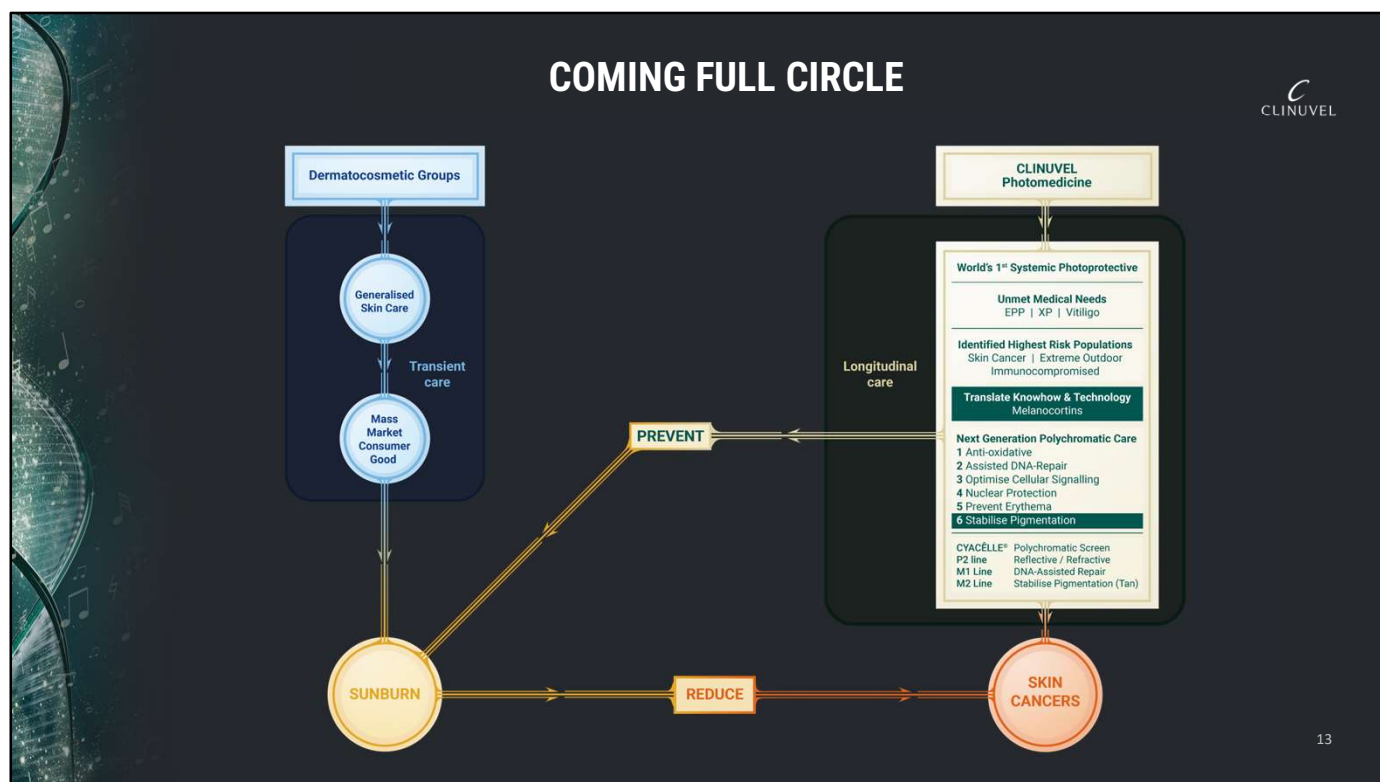 COMING FULL CIRCLE
C
CLINUVEL
Dermatocosmetic Groups
Generalised
Skin Care
Transient
care
Mass
Market
Consumer
Good
CLINUVEL
Photomedicine
Longitudinal
care
World's 1st Systemic Photoprotective
Unmet Medical Needs
EPP | XP | Vitiligo
Identified Highest Risk Populations
Skin Cancer | Extreme Outdoor
Immunocompromised
Translate Knowhow & Technology
Melanocortins
Next Generation Polychromatic Care
1 Anti-oxidative
2 Assisted DNA-Repair
3 Optimise Cellular Signalling
4 Nuclear Protection
5 Prevent Erythema
6 Stabilise Pigmentation
CYACÊLLE® Polychromatic Screen
P2 line Reflective / Refractive
M1 Line DNA-Assisted Repair
M2 Line Stabilise Pigmentation (Tan)
PREVENT
SUNBURN
REDUCE
SKIN
CANCERS
13